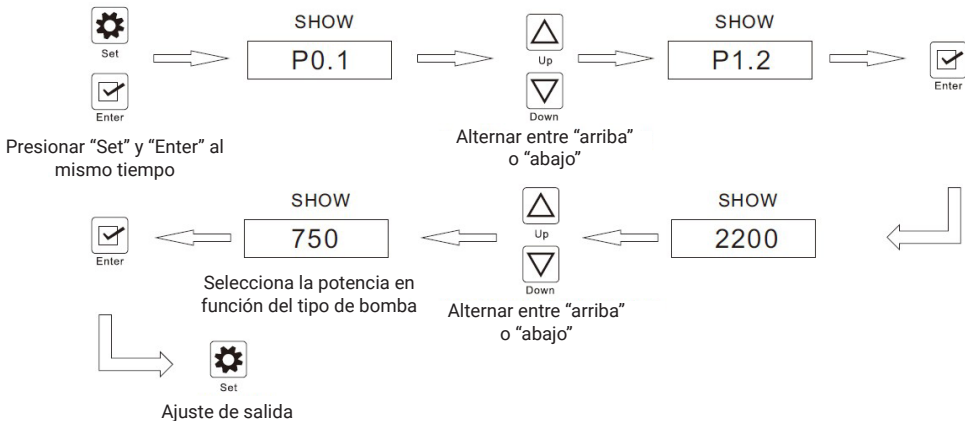 Set
Enter
Presionar “Set” y “Enter” al
mismo tiempo
SHOW
P0.1
Up
Down
Alternar entre “arriba”
o “abajo”
SHOW
P1.2
Enter
SHOW
2200
Up
Down
Alternar entre “arriba”
o “abajo”
SHOW
750
Selecciona la potencia en
función del tipo de bomba
Enter
Set
Ajuste de salida